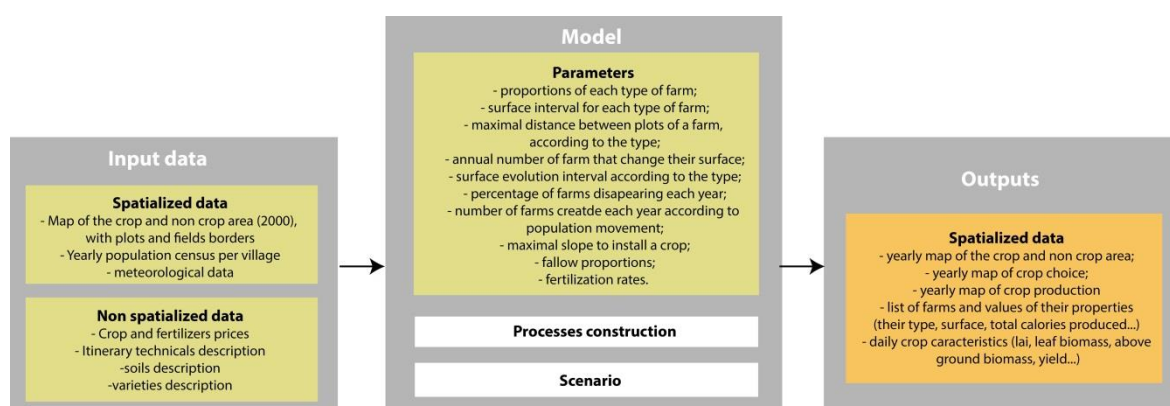 Input data
Spatialized data
- Map of the crop and non crop area (2000),
with plots and fields borders
- Yearly population census per village
- meteorological data
Non spatialized data
- Crop and fertilizers prices
- Itinerary technicals description
-soils description
-varieties description
Model
Parameters
- proportions of each type of farm;
- surface interval for each type of farm;
- maximal distance between plots of a farm,
according to the type;
- annual number of farm that change their surface;
- surface evolution interval according to the type;
- percentage of farms disapearing each year;
- number of farms creatde each year according to
population movement;
- maximal slope to install a crop;
- fallow proportions;
- fertilization rates.
Processes construction
Scenario
Outputs
Spatialized data
- yearly map of the crop and non crop area;
- yearly map of crop choice;
- yearly map of crop production
- list of farms and values of their properties
(their type, surface, total calories produced...)
- daily crop caracteristics (lai, leaf biomass, above
ground biomass, yield...)